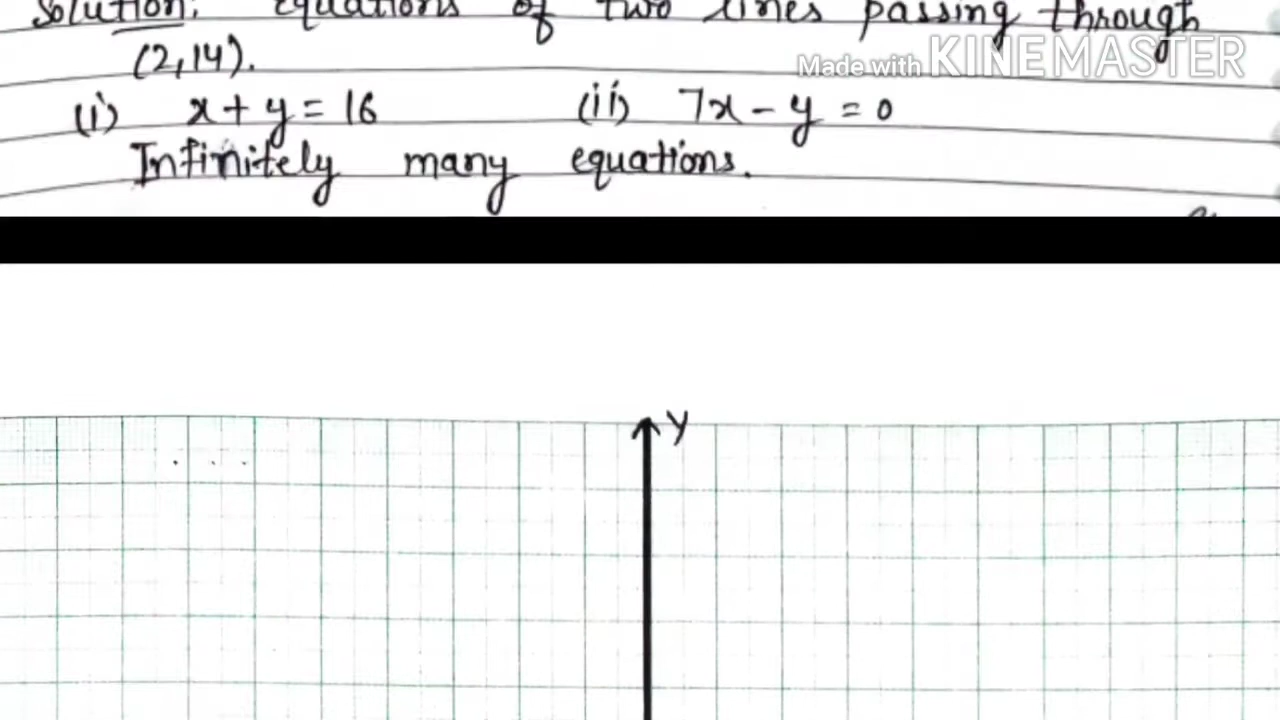 Solution: Equations of two lines passing through
(2,14).
Made with KINEMASTER
(i) x + y = 16 (ii) 7x - y = 0
Infinitely many equations.
Y